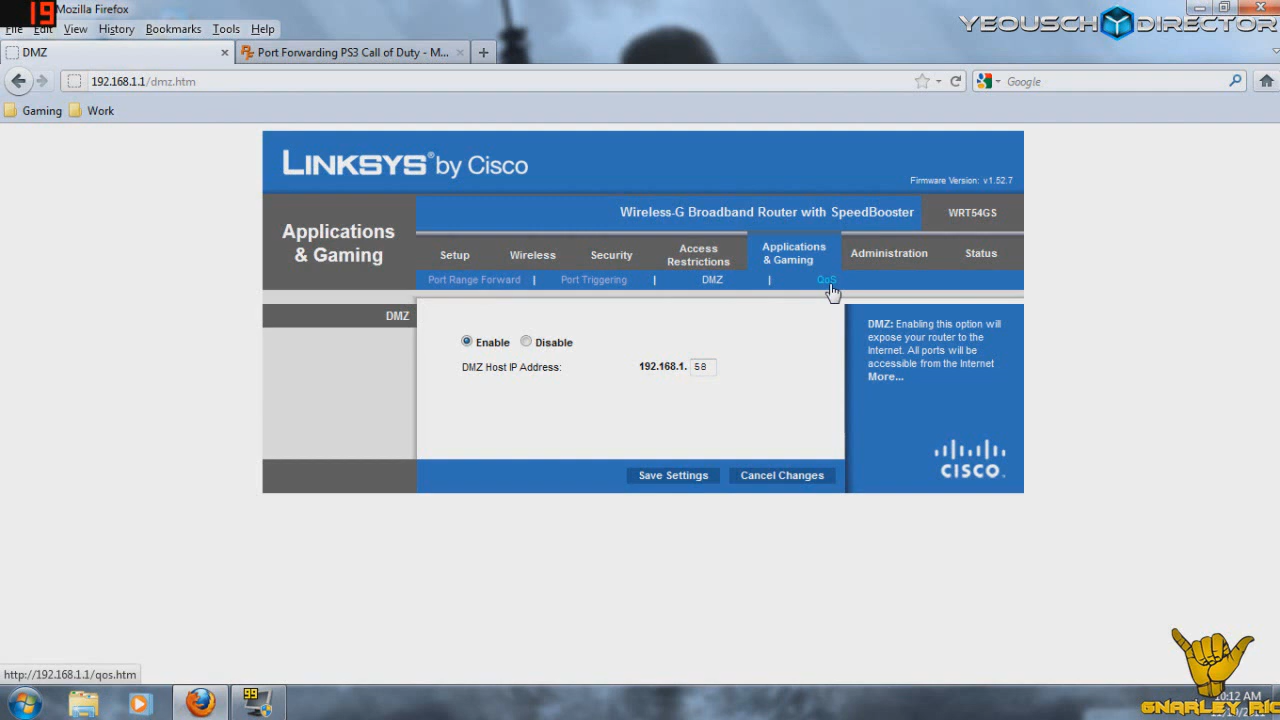 19
Mozilla Firefox
YEOUSCH DIRECTOR
File Edit View History Bookmarks Tools Help
DMZ
Port Forwarding PS3 Call of Duty - M...
192.168.1.1/dmz.htm
Google
Gaming Work
LINKSYS® by Cisco
Firmware Version: v1.52.7
Wireless-G Broadband Router with SpeedBooster WRT54GS
Applications & Gaming
Setup Wireless Security Access Restrictions Applications & Gaming Administration Status
Port Range Forward | Port Triggering | DMZ | QoS
DMZ
Enable Disable
DMZ Host IP Address: 192.168.1. 58
DMZ: Enabling this option will
expose your router to the
Internet. All ports will be
accessible from the Internet
More...
CISCO.
Save Settings Cancel Changes
http://192.168.1.1/qos.htm
99
10:12 AM
GNARLEY RIC